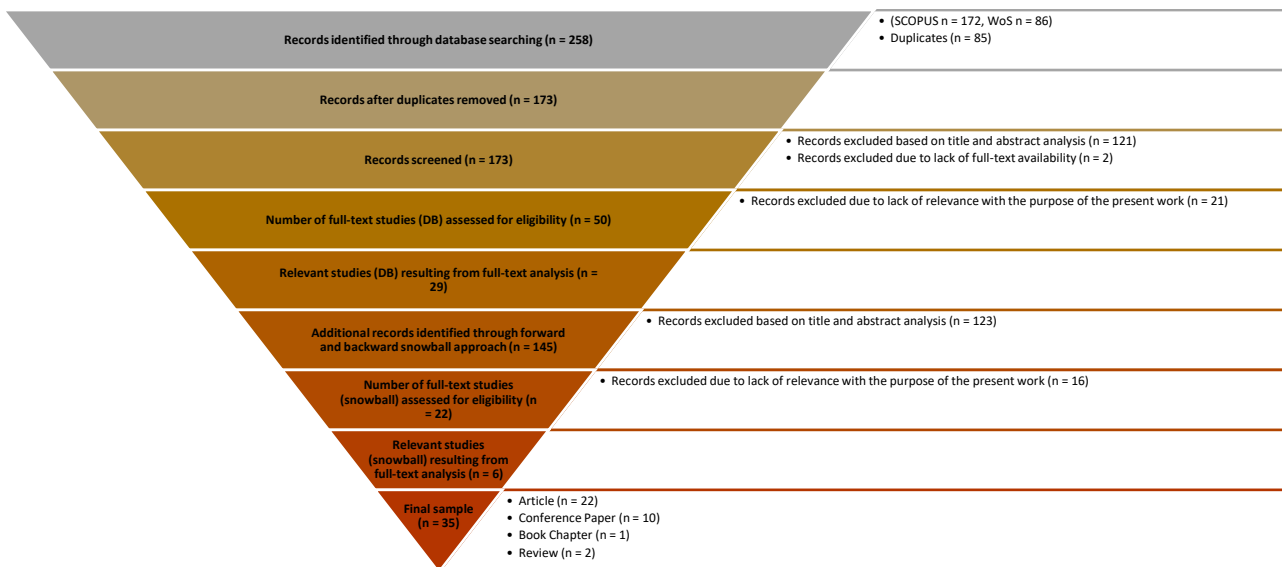 Records identified through database searching (n = 258)
• (SCOPUS n = 172, WoS n = 86)
• Duplicates (n = 85)
Records after duplicates removed (n = 173)
Records screened (n = 173)
• Records excluded based on title and abstract analysis (n = 121)
• Records excluded due to lack of full-text availability (n = 2)
Number of full-text studies (DB) assessed for eligibility (n = 50)
• Records excluded due to lack of relevance with the purpose of the present work (n = 21)
Relevant studies (DB) resulting from full-text analysis (n =
29)
Additional records identified through forward
and backward snowball approach (n = 145)
• Records excluded based on title and abstract analysis (n = 123)
Number of full-text studies
(snowball) assessed for eligibility (n
= 22)
• Records excluded due to lack of relevance with the purpose of the present work (n = 16)
Relevant studies
(snowball) resulting from
full-text analysis (n = 6)
Final sample
(n = 35)
• Article (n = 22)
• Conference Paper (n = 10)
• Book Chapter (n = 1)
• Review (n = 2)